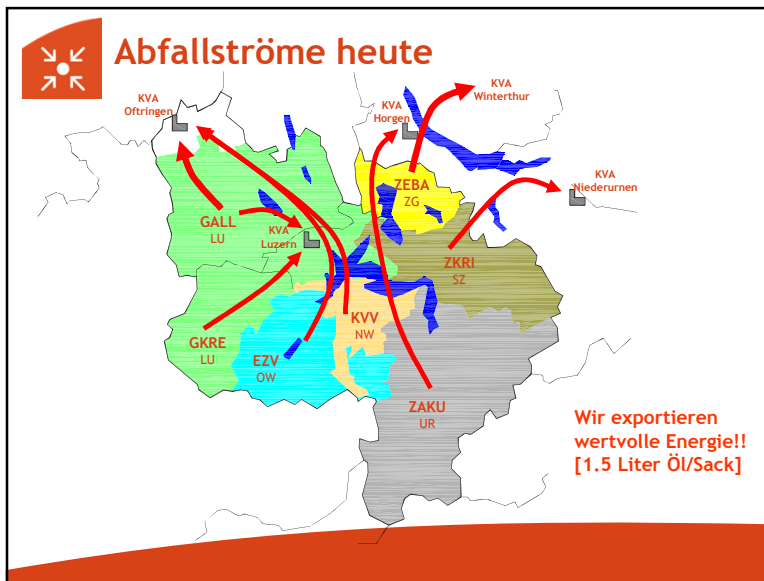 Abfallströme heute
KVA
Oftringen
KVA
Horgen
KVA
Winterthur
KVA
Niederurnen
ZEBA
ZG
GALL
LU
KVA
Luzern
ZKRI
SZ
KVV
NW
GKRE
LU
EZV
OW
ZAKU
UR
Wir exportieren
wertvolle Energie!!
[1.5 Liter Öl/Sack]